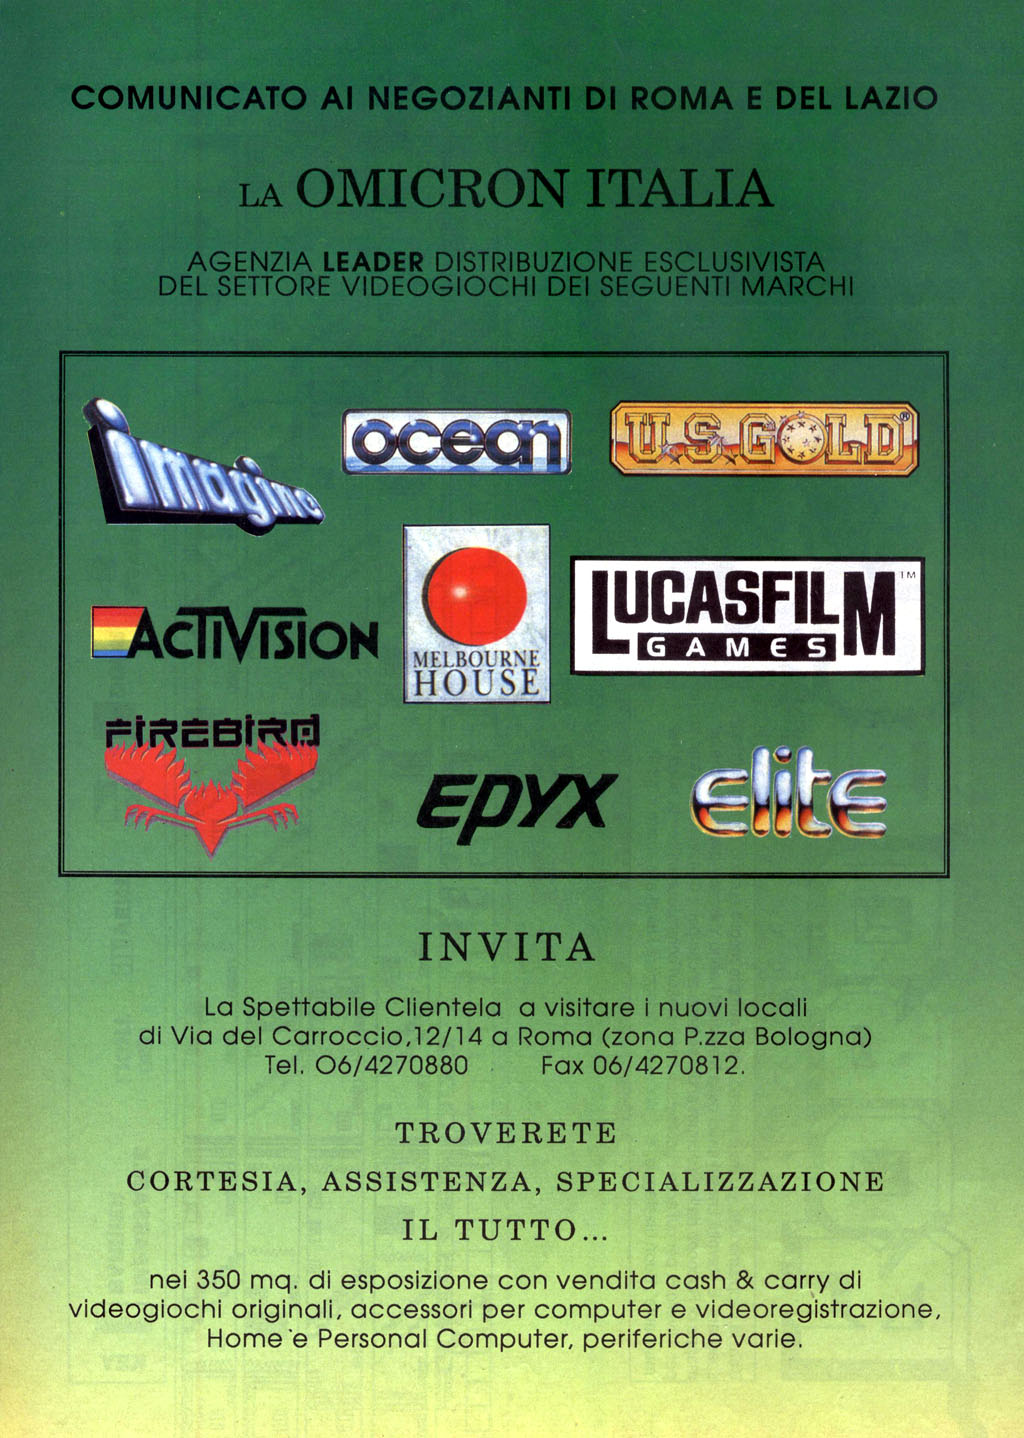 COMUNICATO AI NEGOZIANTI DI ROMA E DEL LAZIO
LA OMICRON ITALIA
AGENZIA LEADER DISTRIBUZIONE ESCLUSIVISTA
DEL SETTORE VIDEOGIOCHI DEI SEGUENTI MARCHI
imagine
ocean
U.S. GOLD®
ACTIVISION
MELBOURNE
HOUSE
LUCASFILM™
GAMES
FIREBIRD
EPYX
elite
INVITA
La Spettabile Clientela a visitare i nuovi locali
di Via del Carroccio,12/14 a Roma (zona P.zza Bologna)
Tel. 06/4270880 Fax 06/4270812.
TROVERETE
CORTESIA, ASSISTENZA, SPECIALIZZAZIONE
IL TUTTO...
nei 350 mq. di esposizione con vendita cash & carry di
videogiochi originali, accessori per computer e videoregistrazione,
Home e Personal Computer, periferiche varie.